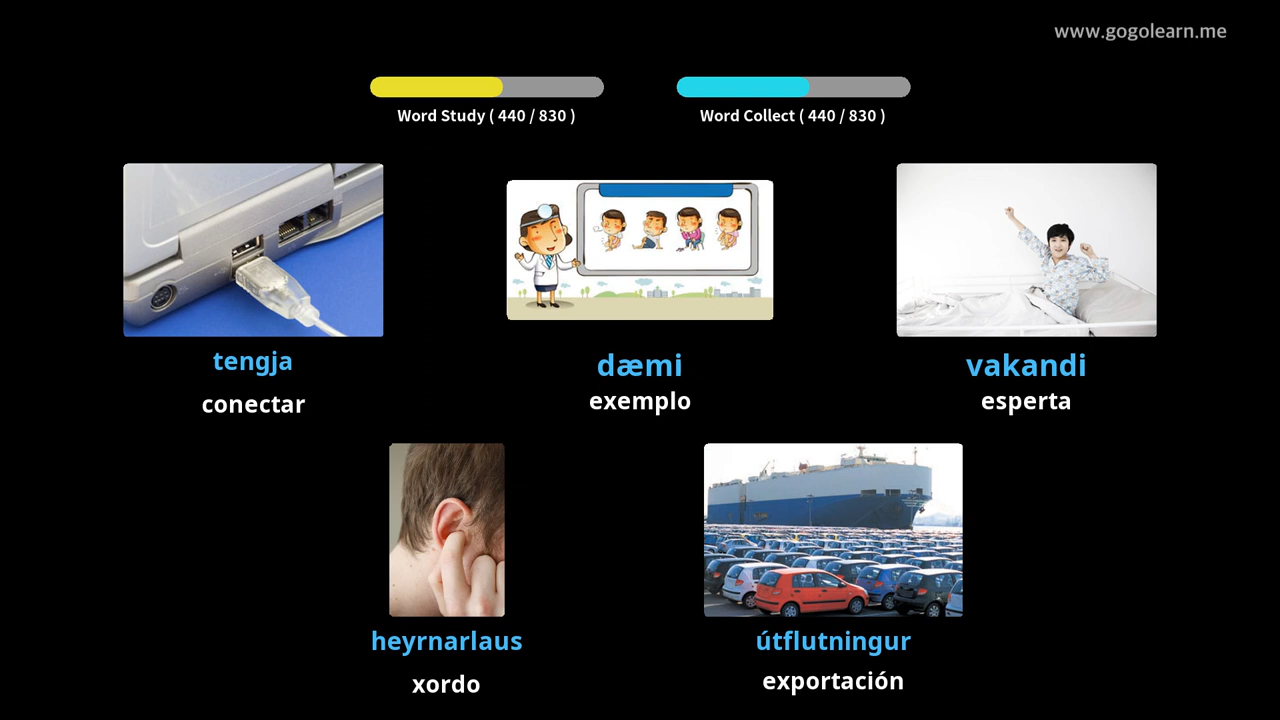 www.gogolearn.me
Word Study ( 440 / 830 )
Word Collect ( 440 / 830 )
tengja
conectar
dæmi
exemplo
vakandi
esperta
heyrnarlaus
xordo
útflutningur
exportación